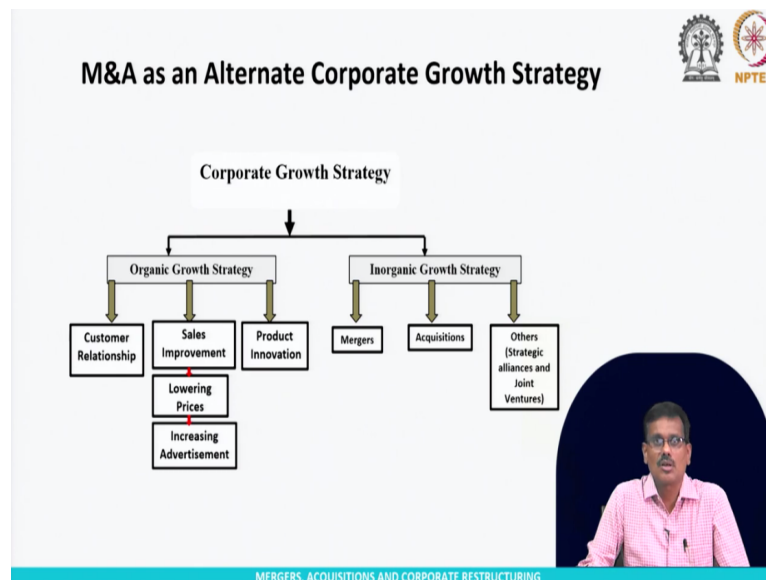 M&A as an Alternate Corporate Growth Strategy
NPTE
Corporate Growth Strategy
Organic Growth Strategy
Inorganic Growth Strategy
Customer
Relationship
Sales
Improvement
Product
Innovation
Lowering
Prices
Increasing
Advertisement
Mergers
Acquisitions
Others
(Strategic
alliances and
Joint
Ventures)
MERGERS, ACQUISITIONS AND CORPORATE RESTRUCTURING